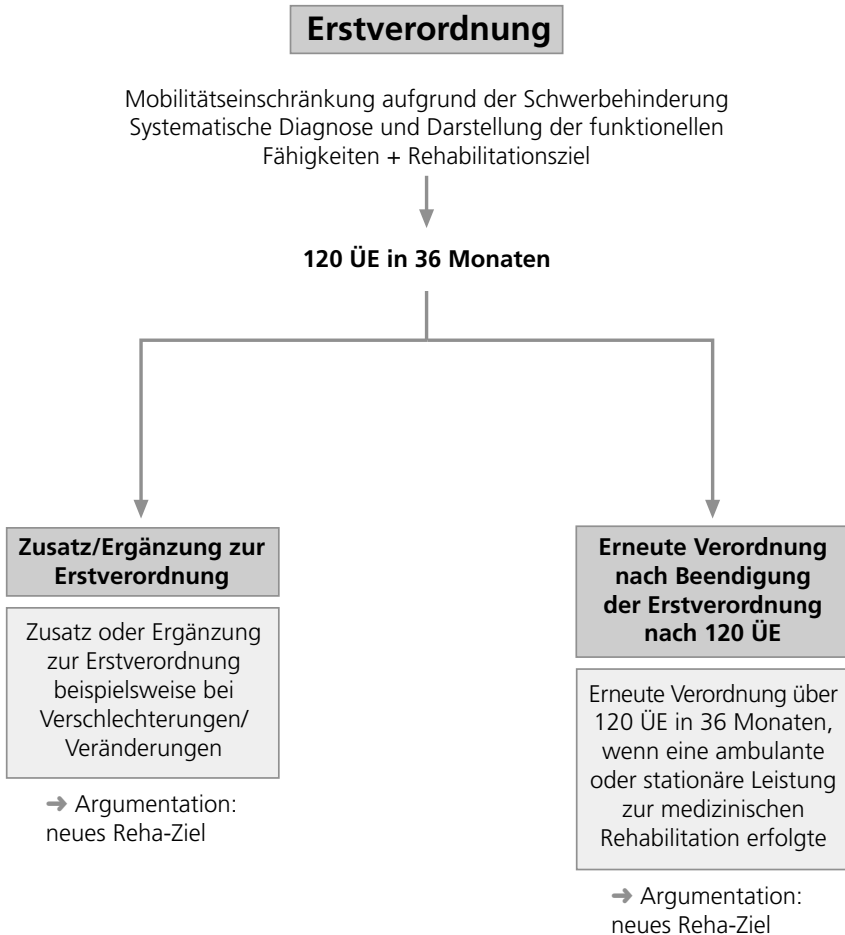 Erstverordnung
Mobilitätseinschränkung aufgrund der Schwerbehinderung
Systematische Diagnose und Darstellung der funktionellen
Fähigkeiten + Rehabilitationsziel
120 ÜE in 36 Monaten
Zusatz/Ergänzung zur
Erstverordnung
Zusatz oder Ergänzung
zur Erstverordnung
beispielsweise bei
Verschlechterungen/
Veränderungen
➔ Argumentation:
neues Reha-Ziel
Erneute Verordnung
nach Beendigung
der Erstverordnung
nach 120 ÜE
Erneute Verordnung über
120 ÜE in 36 Monaten,
wenn eine ambulante
oder stationäre Leistung
zur medizinischen
Rehabilitation erfolgte
➔ Argumentation:
neues Reha-Ziel